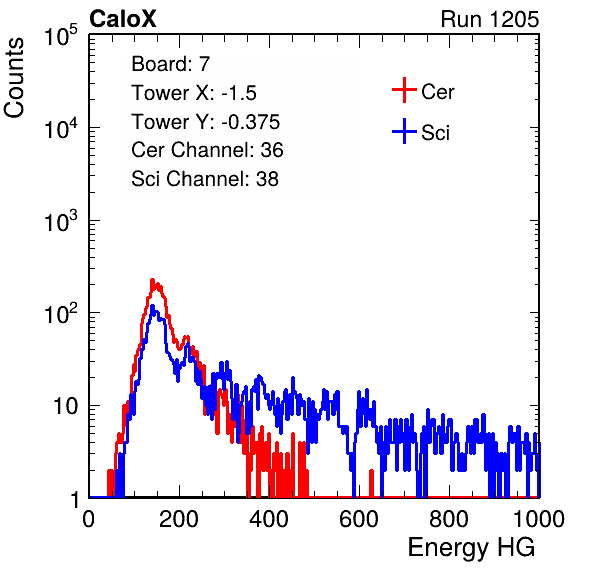 CaloX Run 1205
Counts
Board: 7
Tower X: -1.5
Tower Y: -0.375
Cer Channel: 36
Sci Channel: 38
Cer
Sci
10^5
10^4
10^3
10^2
10
1
0 200 400 600 800 1000
Energy HG